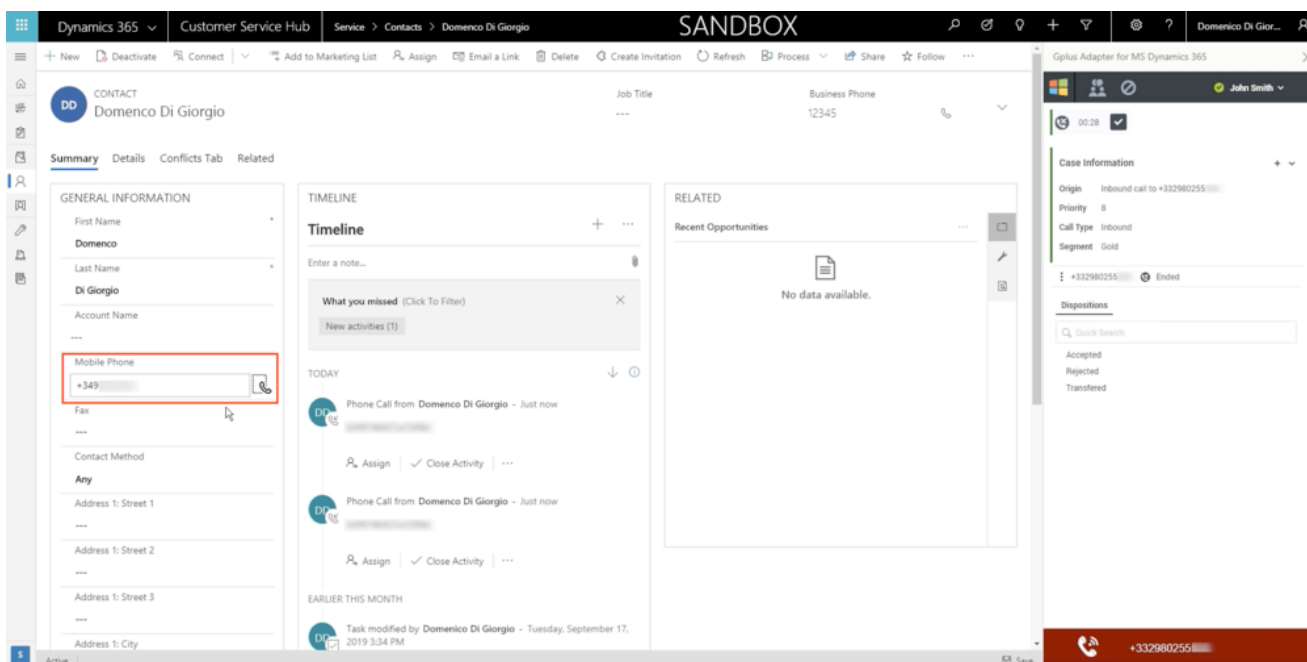 Dynamics 365
Customer Service Hub
Service > Contacts > Domenco Di Giorgio
SANDBOX
Domenico Di Gior...
+ New
Deactivate
Connect
Add to Marketing List
Assign
Email a Link
Delete
Create Invitation
Refresh
Process
Share
Follow
...
DD
CONTACT
Domenco Di Giorgio
Job Title
---
Business Phone
12345
Summary
Details
Conflicts Tab
Related
GENERAL INFORMATION
First Name
*
Domenco
Last Name
*
Di Giorgio
Account Name
---
Mobile Phone
+349
Fax
---
Contact Method
Any
Address 1: Street 1
---
Address 1: Street 2
---
Address 1: Street 3
---
Address 1: City
TIMELINE
Timeline
Enter a note...
What you missed (Click To Filter)
New activities (1)
TODAY
DD
Phone Call from Domenco Di Giorgio - Just now
Assign
Close Activity
...
DD
Phone Call from Domenco Di Giorgio - Just now
Assign
Close Activity
...
EARLIER THIS MONTH
Task modified by Domenico Di Giorgio - Tuesday, September 17,
2019 3:34 PM
RELATED
Recent Opportunities
...
No data available.
Gplus Adapter for MS Dynamics 365
John Smith
00:28
Case Information
Origin Inbound call to +332980255
Priority 8
Call Type Inbound
Segment Gold
+332980255 Ended
Dispositions
Quick Search
Accepted
Rejected
Transfered
+332980255
S
Active
Save